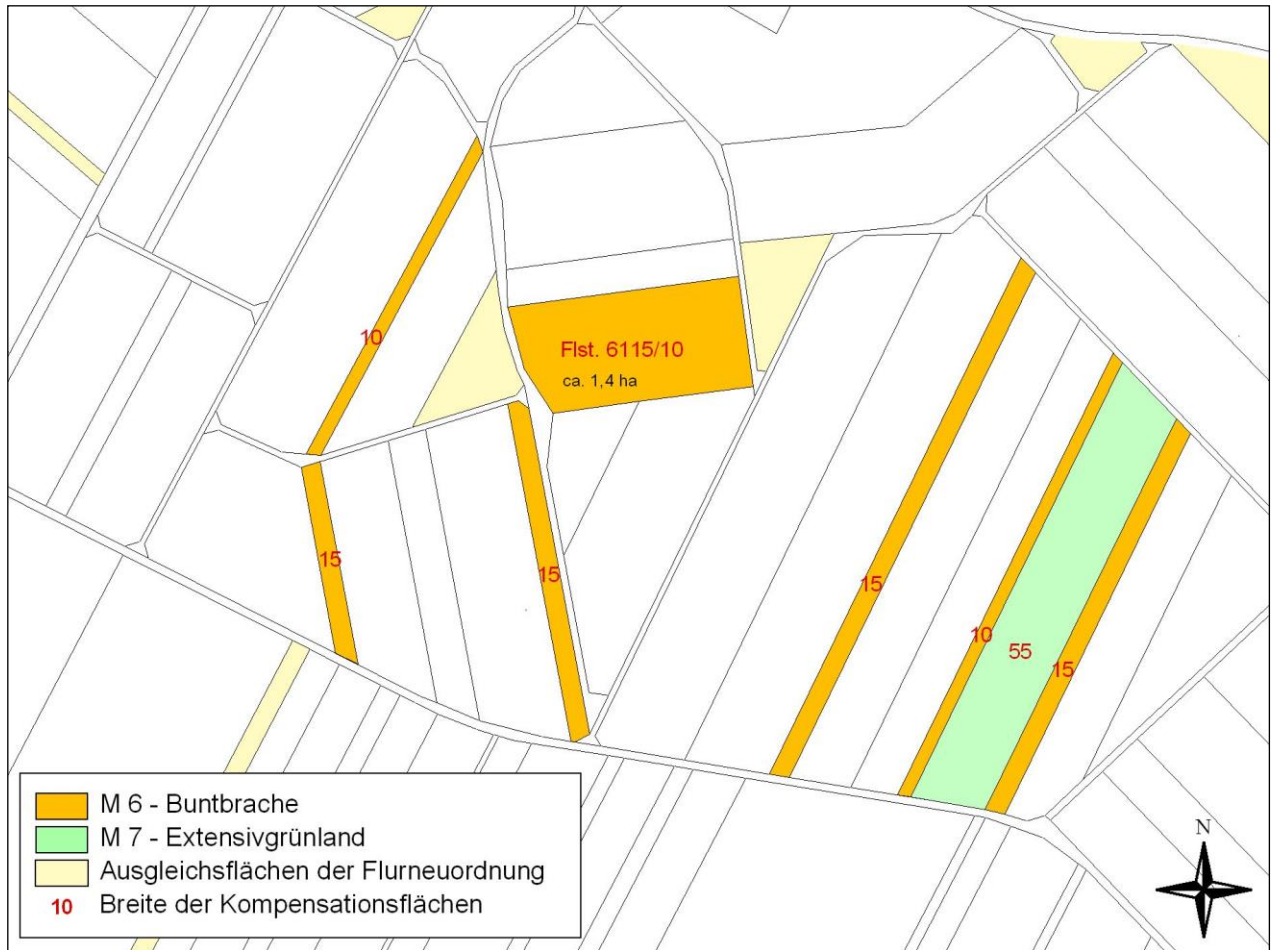 10
Flst. 6115/10
ca. 1,4 ha
15
15
15
10
55
15
M 6 - Buntbrache
M 7 - Extensivgrünland
Ausgleichsflächen der Flurneuordnung
10 Breite der Kompensationsflächen
N